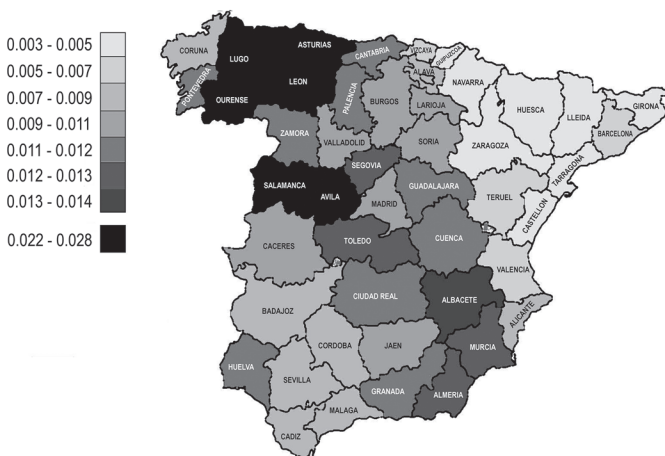 0.003 - 0.005
0.005 - 0.007
0.007 - 0.009
0.009 - 0.011
0.011 - 0.012
0.012 - 0.013
0.013 - 0.014
0.022 - 0.028
CORUNA
LUGO
ASTURIAS
CANTABRIA
VIZCAYA
GUIPUZCOA
PONTEVEDRA
OURENSE
LEON
PALENCIA
BURGOS
ALAVA
NAVARRA
LARIOJA
HUESCA
LLEIDA
GIRONA
BARCELONA
ZAMORA
VALLADOLID
SORIA
ZARAGOZA
TARRAGONA
SEGOVIA
SALAMANCA
AVILA
MADRID
GUADALAJARA
TERUEL
CASTELLON
CACERES
TOLEDO
CUENCA
VALENCIA
BADAJOZ
CIUDAD REAL
ALBACETE
ALICANTE
CORDOBA
JAEN
MURCIA
HUELVA
SEVILLA
GRANADA
ALMERIA
MALAGA
CADIZ